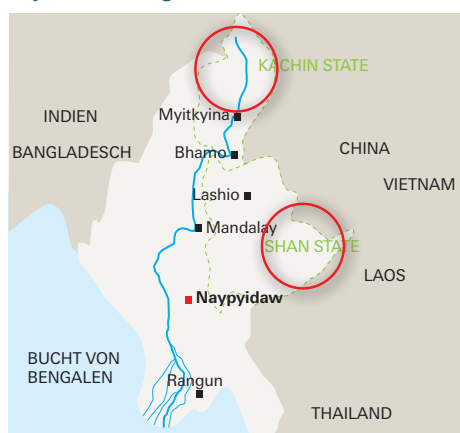 KACHIN STATE
INDIEN
Myitkyina
BANGLADESCH
Bhamo
CHINA
VIETNAM
Lashio
Mandalay
SHAN STATE
LAOS
Naypyidaw
BUCHT VON
BENGALEN
Rangun
THAILAND